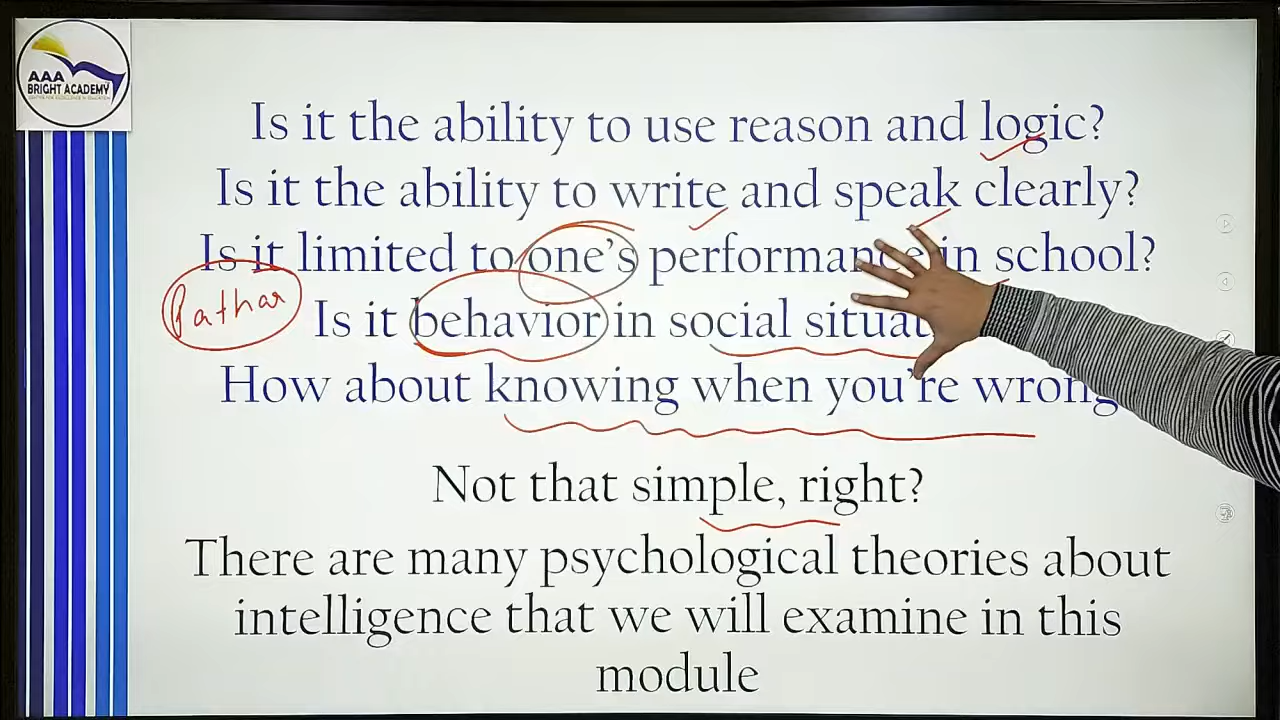 AAA
BRIGHT ACADEMY
Is it the ability to use reason and logic?
Is it the ability to write and speak clearly?
Is it limited to one's performance in school?
Pathar
Is it behavior in social situat
How about knowing when you're wrong
Not that simple, right?
There are many psychological theories about
intelligence that we will examine in this
module